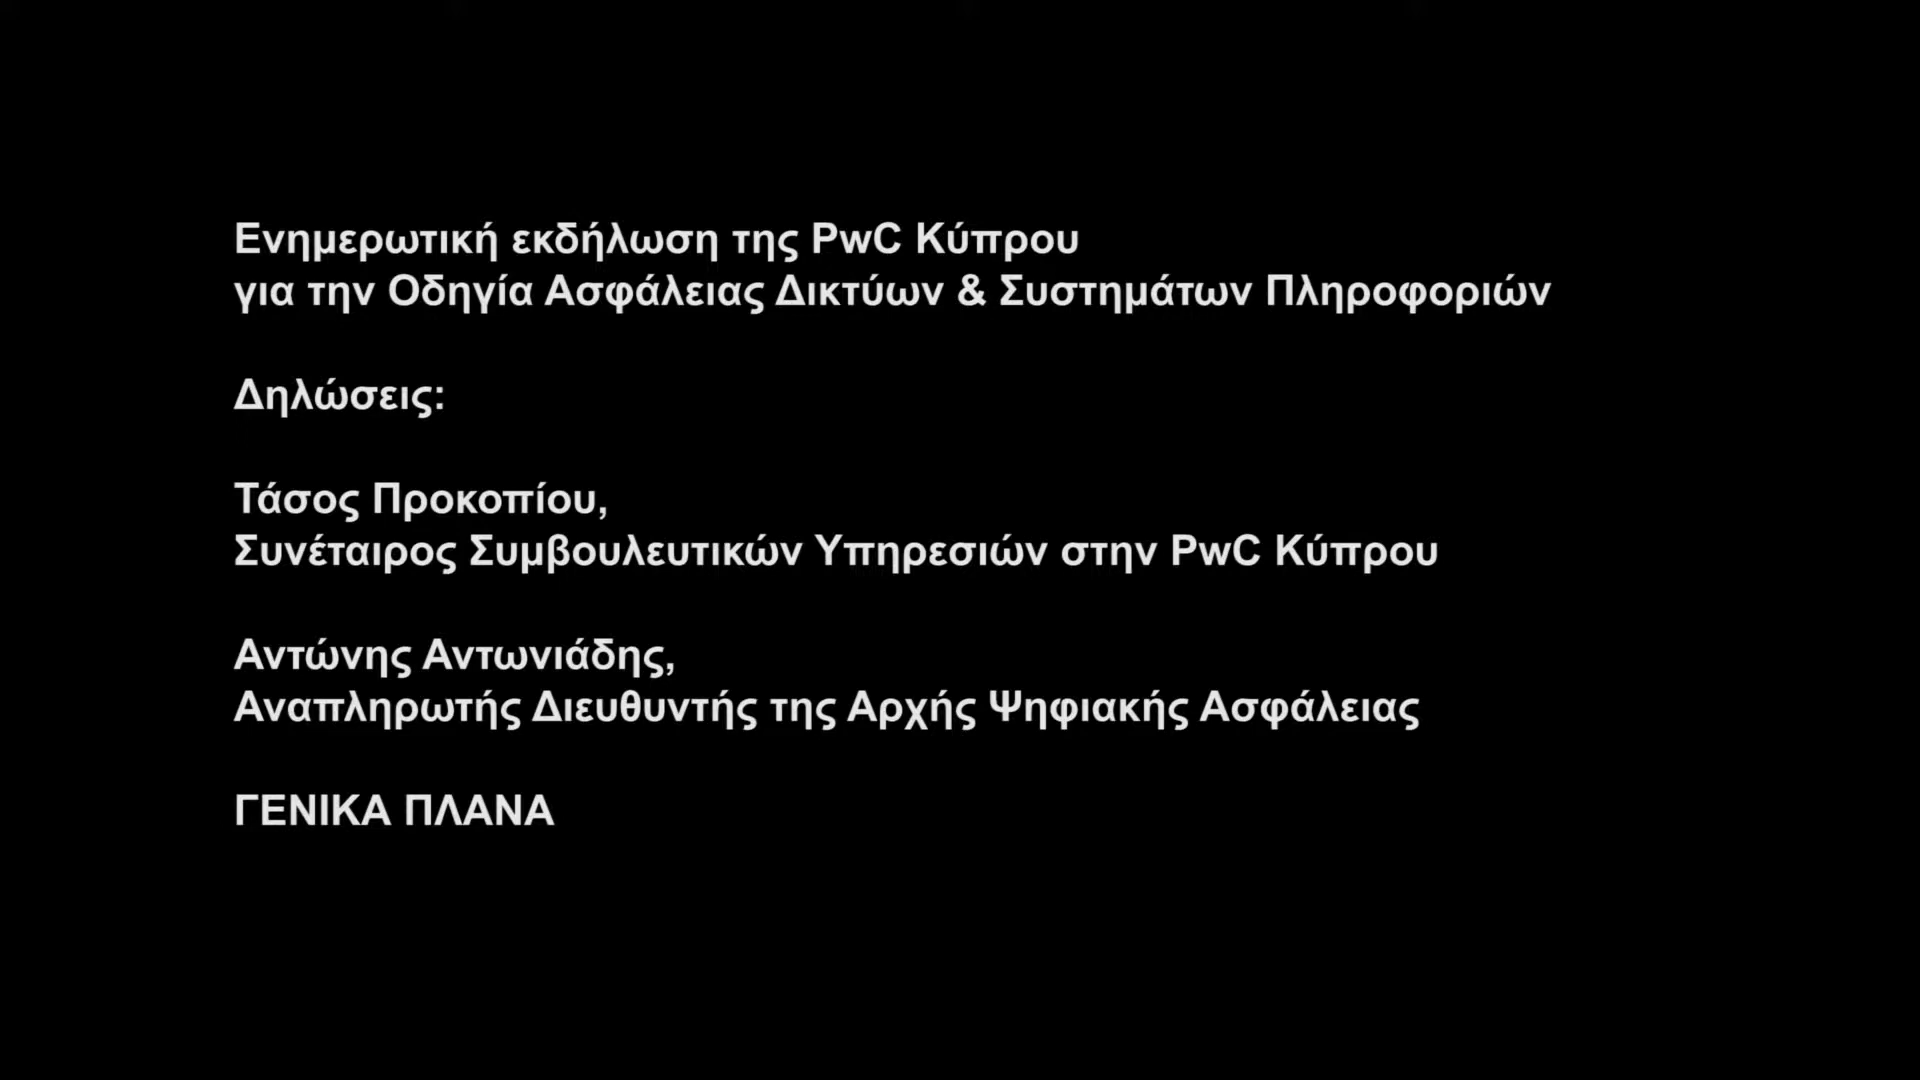 Ενημερωτική εκδήλωση της PwC Κύπρου
για την Οδηγία Ασφάλειας Δικτύων & Συστημάτων Πληροφοριών
Δηλώσεις:
Τάσος Προκοπίου,
Συνέταιρος Συμβουλευτικών Υπηρεσιών στην PwC Κύπρου
Αντώνης Αντωνιάδης,
Αναπληρωτής Διευθυντής της Αρχής Ψηφιακής Ασφάλειας
ΓΕΝΙΚΑ ΠΛΑΝΑ